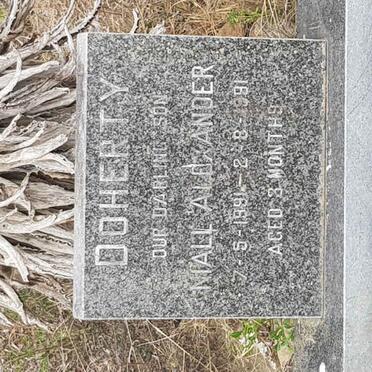 DOHERTY
OUR DARLING SON
NIALL ALEXANDER
7-5-1991 - 2-8-1991
AGED 3 MONTHS